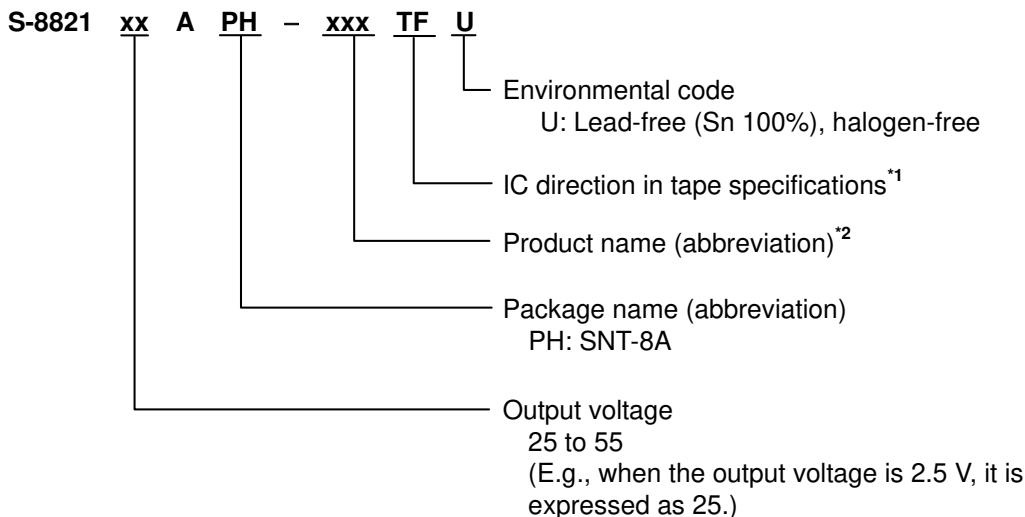 S-8821 xx A PH – xxx TF U
Environmental code
U: Lead-free (Sn 100%), halogen-free
IC direction in tape specifications*1
Product name (abbreviation)*2
Package name (abbreviation)
PH: SNT-8A
Output voltage
25 to 55
(E.g., when the output voltage is 2.5 V, it is
expressed as 25.)